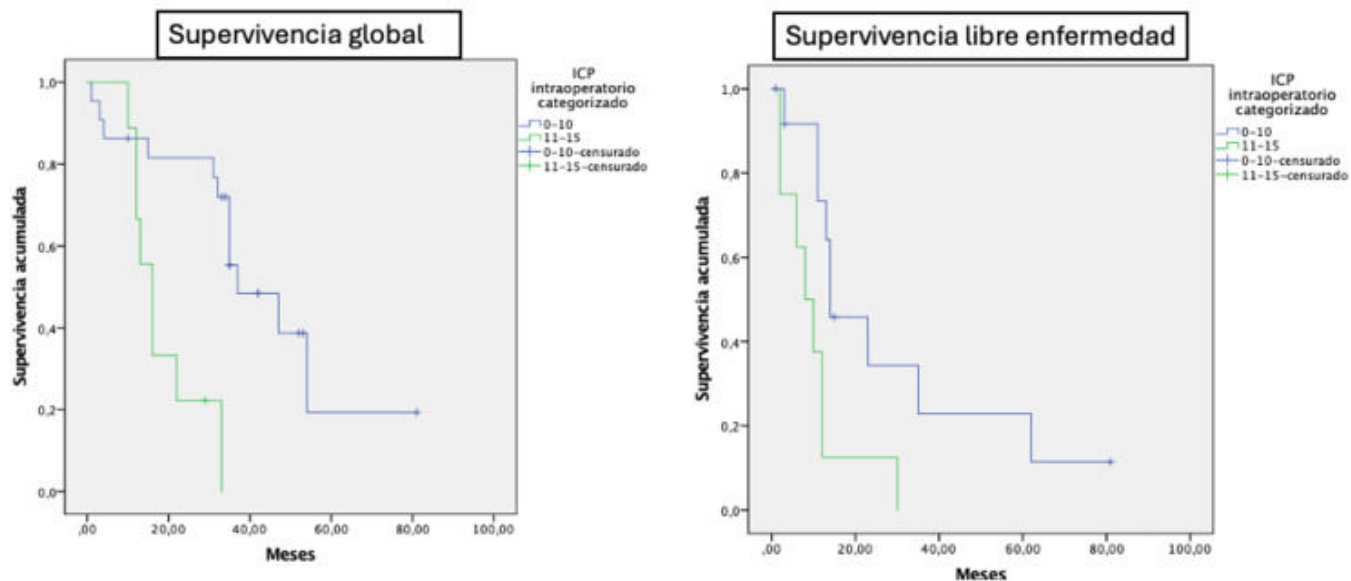 Supervivencia global
ICP
intraoperatorio
categorizado
0-10
11-15
0-10-censurado
11-15-censurado
Supervivencia acumulada
1,0
0,8
0,6
0,4
0,2
0,0
,00
20,00
40,00
60,00
80,00
100,00
Meses
Supervivencia libre enfermedad
ICP
intraoperatorio
categorizado
0-10
11-15
0-10-censurado
11-15-censurado
Supervivencia acumulada
1,0
0,8
0,6
0,4
0,2
0,0
,00
20,00
40,00
60,00
80,00
100,00
Meses